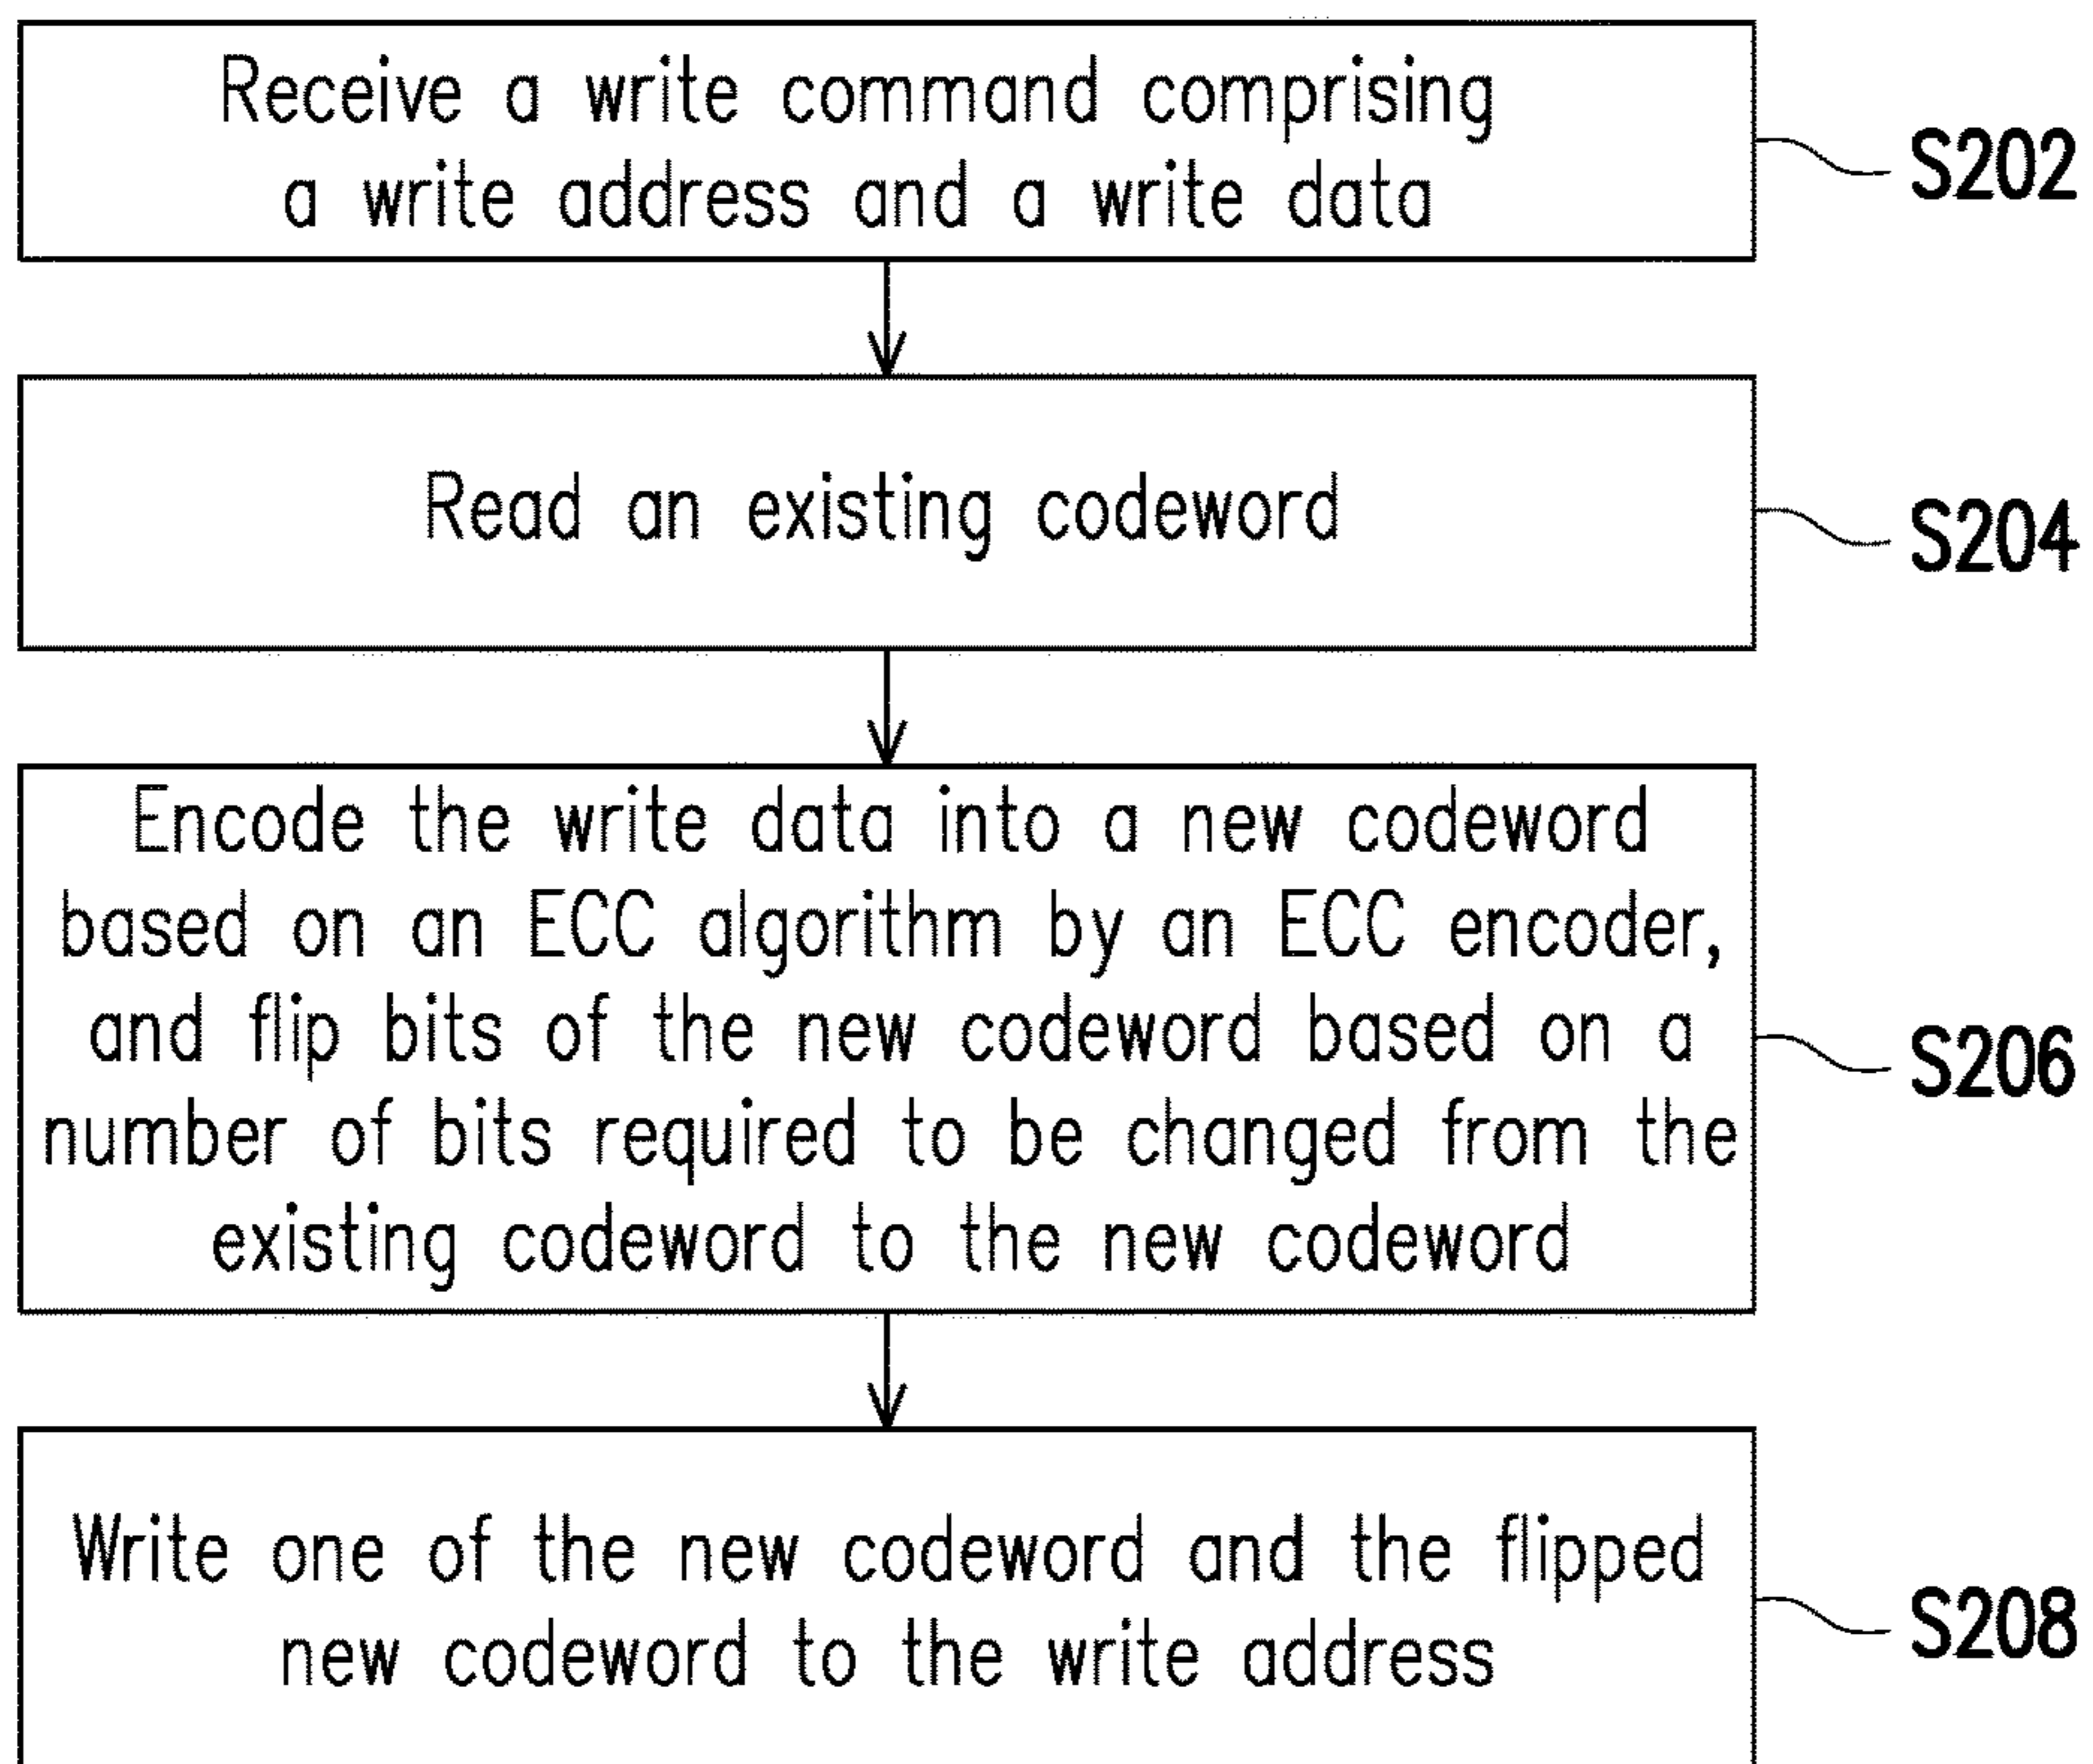 Receive a write command comprising
a write address and a write data
S202
Read an existing codeword
S204
Encode the write data into a new codeword
based on an ECC algorithm by an ECC encoder,
and flip bits of the new codeword based on a
number of bits required to be changed from the
existing codeword to the new codeword
S206
Write one of the new codeword and the flipped
new codeword to the write address
S208